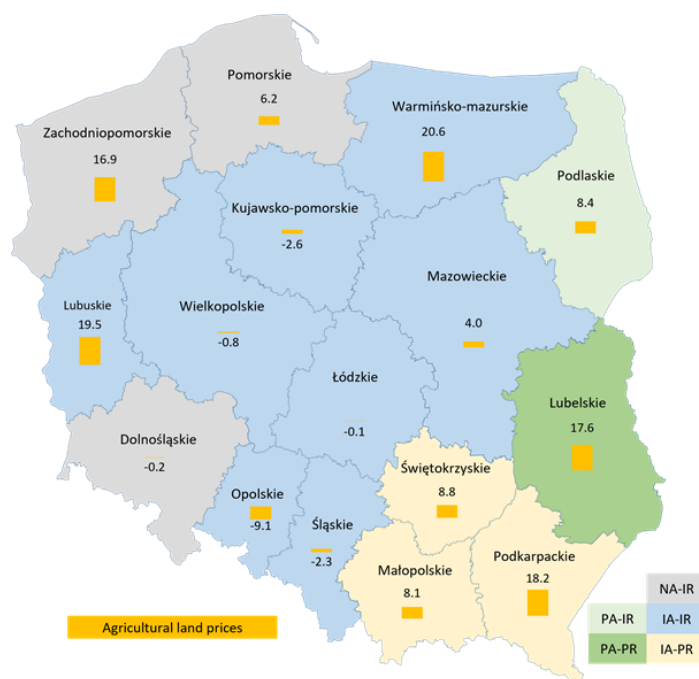 Pomorskie
6.2
Warmińsko-mazurskie
20.6
Zachodniopomorskie
16.9
Podlaskie
8.4
Kujawsko-pomorskie
-2.6
Mazowieckie
4.0
Lubuskie
19.5
Wielkopolskie
-0.8
Łódzkie
-0.1
Lubelskie
17.6
Dolnośląskie
-0.2
Świętokrzyskie
8.8
Opolskie
-9.1
Śląskie
-2.3
Małopolskie
8.1
Podkarpackie
18.2
Agricultural land prices
NA-IR
PA-IR IA-IR
PA-PR IA-PR